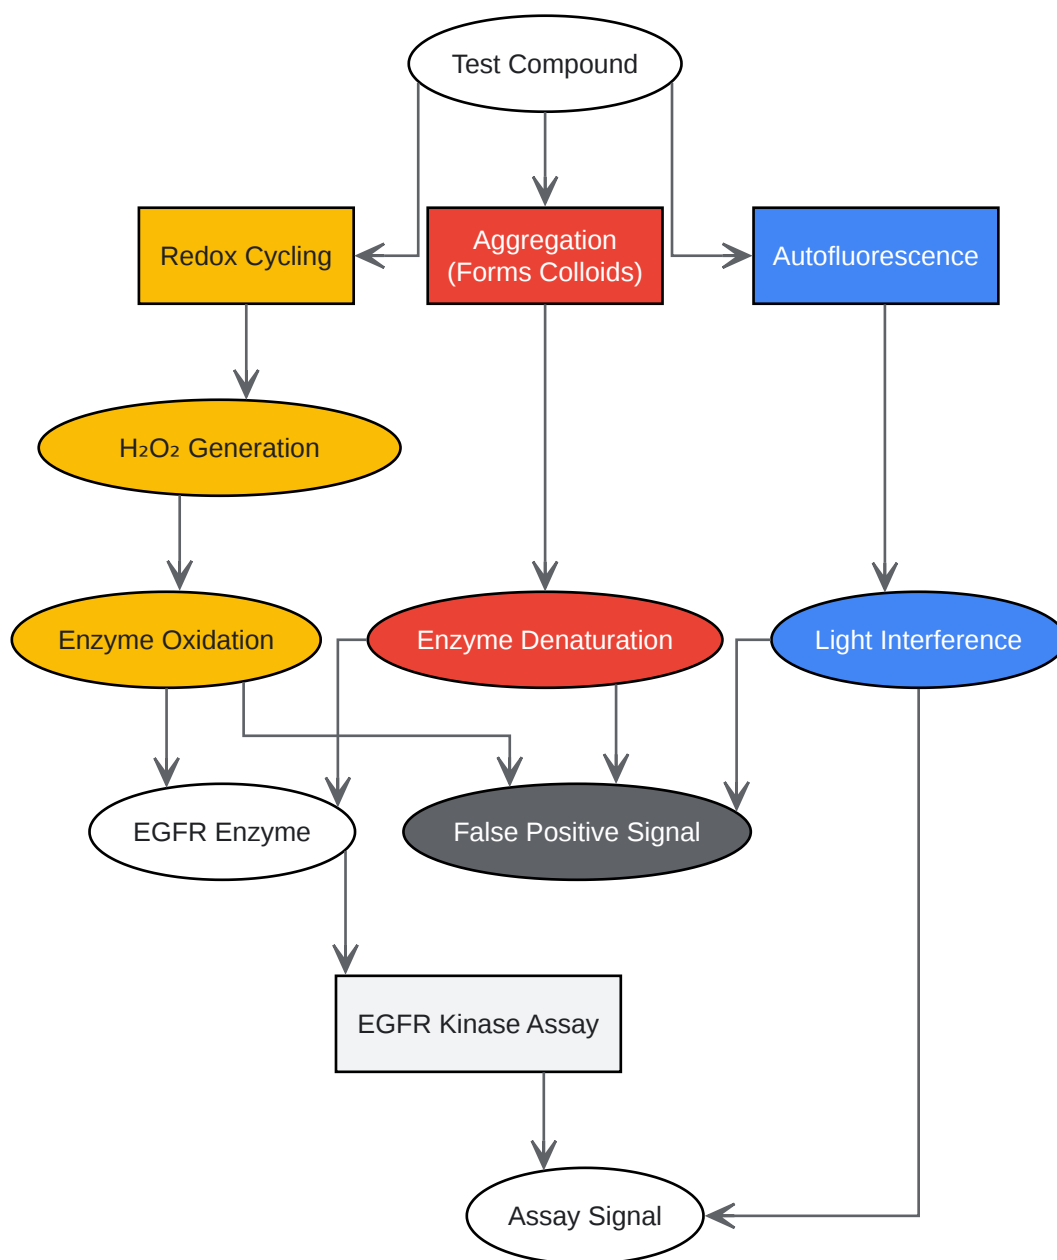 Test Compound
Redox Cycling
Aggregation
(Forms Colloids)
Autofluorescence
H₂O₂ Generation
Enzyme Oxidation
Enzyme Denaturation
Light Interference
EGFR Enzyme
False Positive Signal
EGFR Kinase Assay
Assay Signal